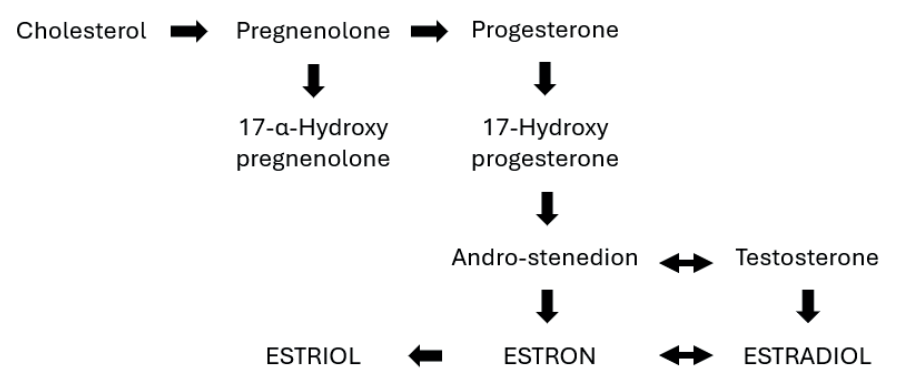 Cholesterol Pregnenolone Progesterone
17-α-Hydroxy 17-Hydroxy
pregnenolone progesterone
Andro-stenedion Testosterone
ESTRIOL ESTRON ESTRADIOL